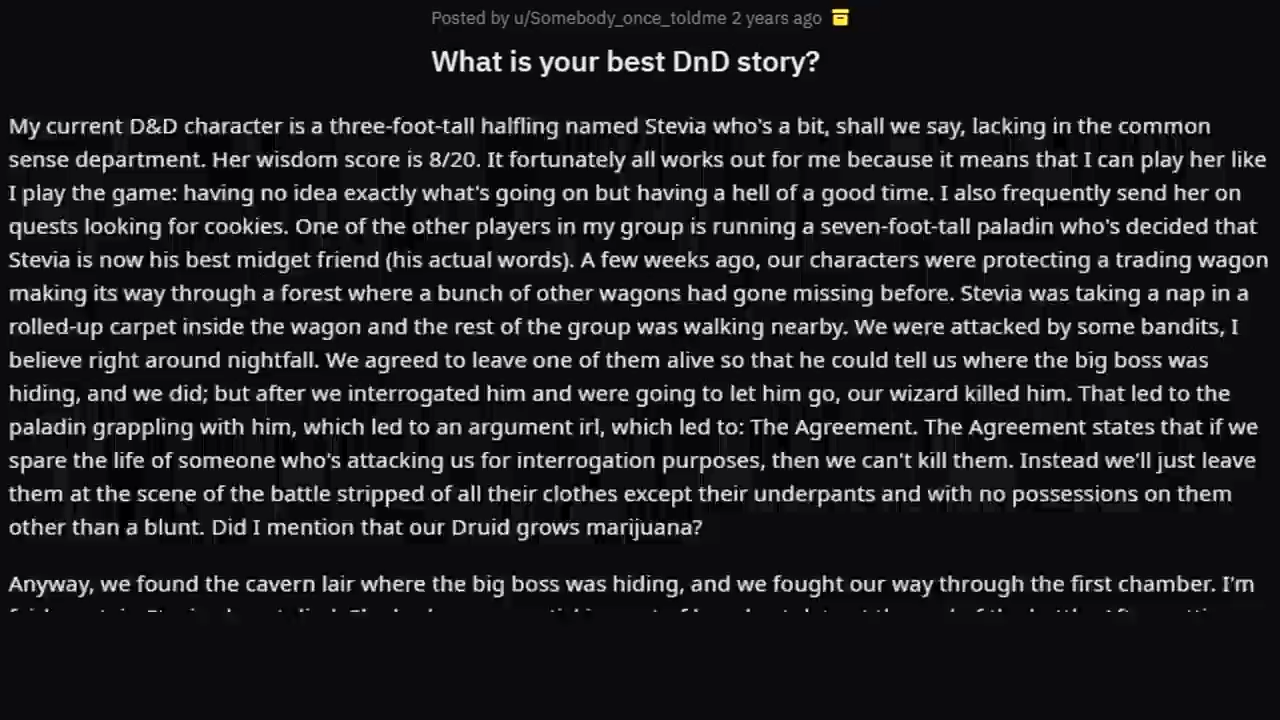 Posted by u/Somebody_once_toldme 2 years ago
What is your best DnD story?
My current D&D character is a three-foot-tall halfling named Stevia who's a bit, shall we say, lacking in the common
sense department. Her wisdom score is 8/20. It fortunately all works out for me because it means that I can play her like
I play the game: having no idea exactly what's going on but having a hell of a good time. I also frequently send her on
quests looking for cookies. One of the other players in my group is running a seven-foot-tall paladin who's decided that
Stevia is now his best midget friend (his actual words). A few weeks ago, our characters were protecting a trading wagon
making its way through a forest where a bunch of other wagons had gone missing before. Stevia was taking a nap in a
rolled-up carpet inside the wagon and the rest of the group was walking nearby. We were attacked by some bandits, I
believe right around nightfall. We agreed to leave one of them alive so that he could tell us where the big boss was
hiding, and we did; but after we interrogated him and were going to let him go, our wizard killed him. That led to the
paladin grappling with him, which led to an argument irl, which led to: The Agreement. The Agreement states that if we
spare the life of someone who's attacking us for interrogation purposes, then we can't kill them. Instead we'll just leave
them at the scene of the battle stripped of all their clothes except their underpants and with no possessions on them
other than a blunt. Did I mention that our Druid grows marijuana?
Anyway, we found the cavern lair where the big boss was hiding, and we fought our way through the first chamber. I'm